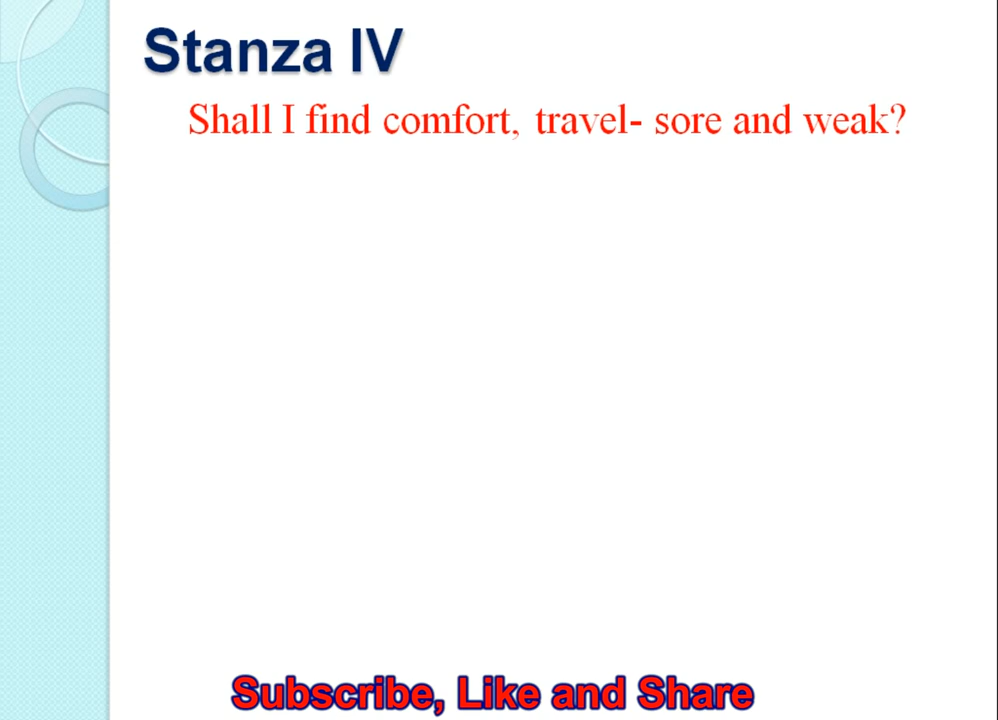 Stanza IV
Shall I find comfort, travel- sore and weak?
Subscribe, Like and Share